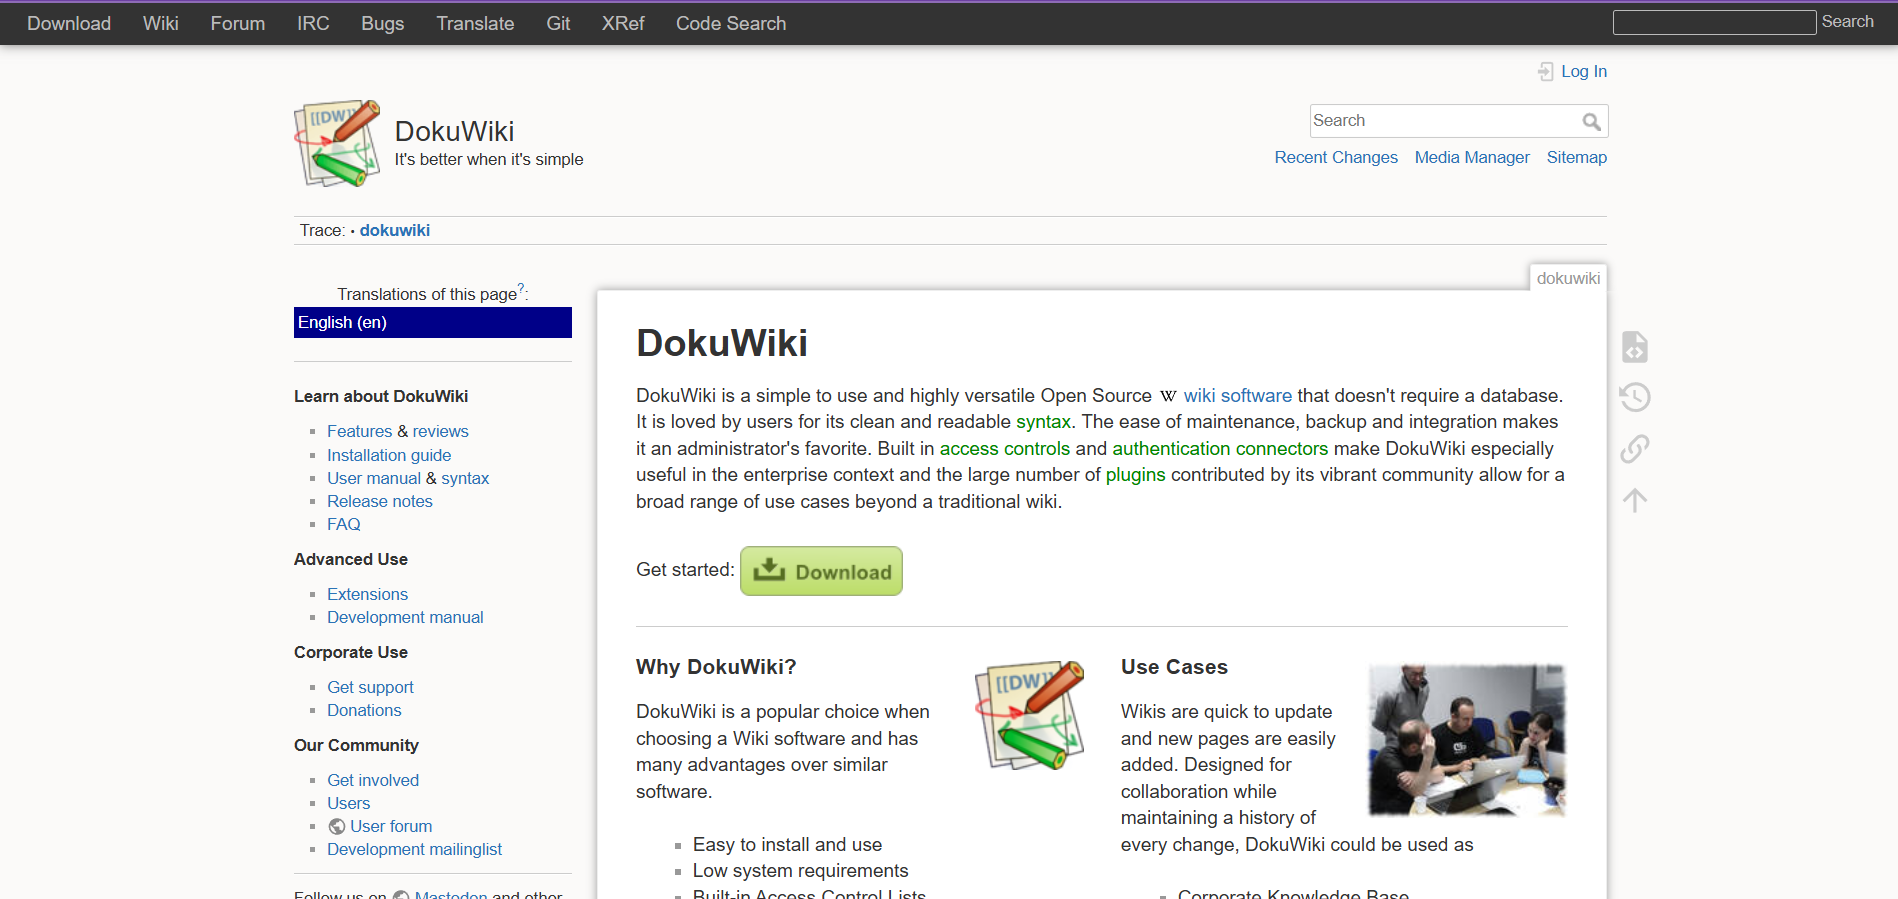 Download Wiki Forum IRC Bugs Translate Git XRef Code Search Search
Log In
[[DW]]
DokuWiki
It's better when it's simple
Search
Recent Changes Media Manager Sitemap
Trace: • dokuwiki
dokuwiki
Translations of this page?:
English (en)
Learn about DokuWiki
Features & reviews
Installation guide
User manual & syntax
Release notes
FAQ
Advanced Use
Extensions
Development manual
Corporate Use
Get support
Donations
Our Community
Get involved
Users
User forum
Development mailinglist
Follow us on Mastodon and other
DokuWiki
DokuWiki is a simple to use and highly versatile Open Source W wiki software that doesn't require a database.
It is loved by users for its clean and readable syntax. The ease of maintenance, backup and integration makes
it an administrator's favorite. Built in access controls and authentication connectors make DokuWiki especially
useful in the enterprise context and the large number of plugins contributed by its vibrant community allow for a
broad range of use cases beyond a traditional wiki.
Get started: Download
Why DokuWiki?
[[DW]]
DokuWiki is a popular choice when
choosing a Wiki software and has
many advantages over similar
software.
Easy to install and use
Low system requirements
Built-in Access Control Lists
Use Cases
Wikis are quick to update
and new pages are easily
added. Designed for
collaboration while
maintaining a history of
every change, DokuWiki could be used as
Corporate Knowledge Base